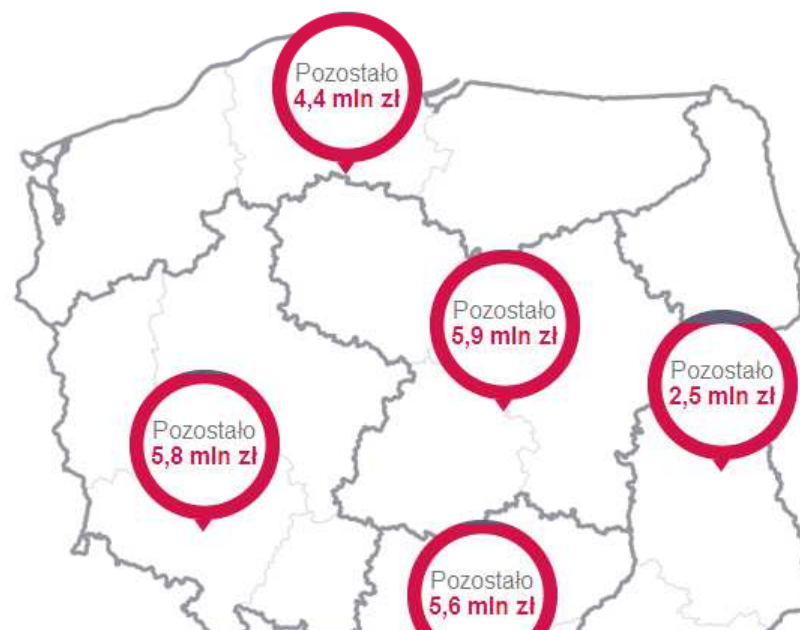 Pozostało
4,4 mln zł
Pozostało
5,9 mln zł
Pozostało
2,5 mln zł
Pozostało
5,8 mln zł
Pozostało
5,6 mln zł